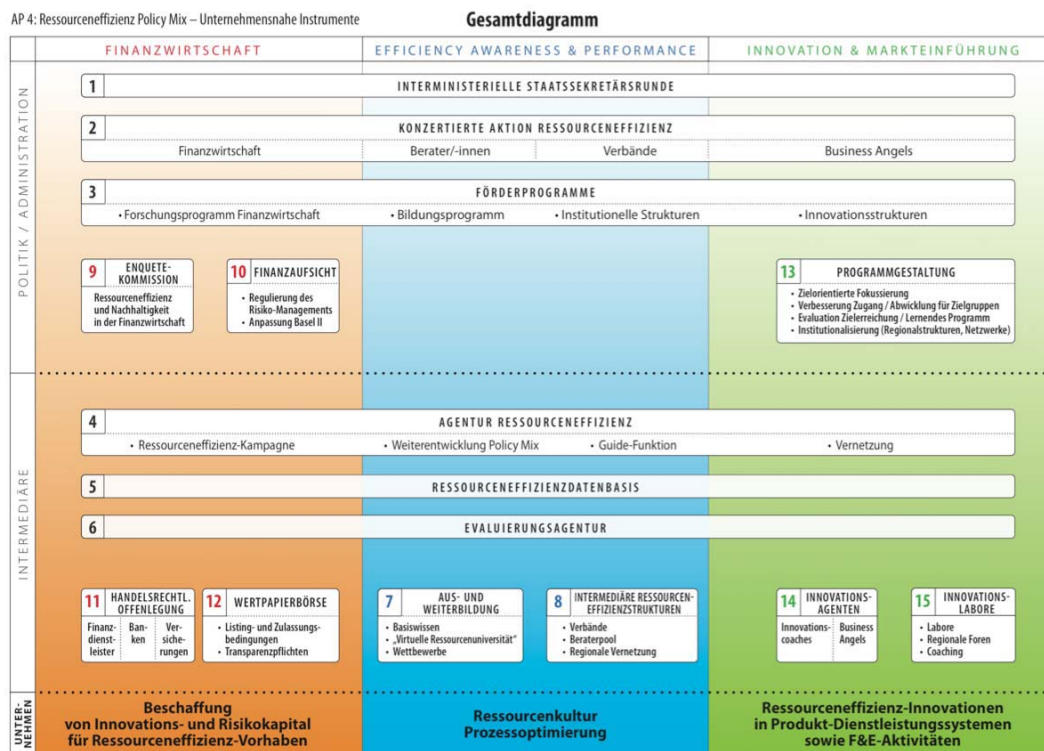 AP 4: Ressourceneffizienz Policy Mix – Unternehmensnahe Instrumente
Gesamtdiagramm
FINANZWIRTSCHAFT
EFFICIENCY AWARENESS & PERFORMANCE
INNOVATION & MARKTEINFÜHRUNG
POLITIK / ADMINISTRATION
1 INTERMINISTERIELLE STAATSSEKRETÄRSRUNDE
2 KONZERTIERTE AKTION RESSOURCENEFFIZIENZ
Finanzwirtschaft
Berater/-innen
Verbände
Business Angels
3 FÖRDERPROGRAMME
• Forschungsprogramm Finanzwirtschaft
• Bildungsprogramm
• Institutionelle Strukturen
• Innovationsstrukturen
9 ENQUETE-
KOMMISSION
Ressourceneffizienz
und Nachhaltigkeit
in der Finanzwirtschaft
10 FINANZAUFSICHT
• Regulierung des
Risiko-Managements
• Anpassung Basel II
13 PROGRAMMGESTALTUNG
• Zielorientierte Fokussierung
• Verbesserung Zugang / Abwicklung für Zielgruppen
• Evaluation Zielerreichung / Lernendes Programm
• Institutionalisierung (Regionalstrukturen, Netzwerke)
INTERMEDIÄRE
4 AGENTUR RESSOURCENEFFIZIENZ
• Ressourceneffizienz-Kampagne
• Weiterentwicklung Policy Mix
• Guide-Funktion
• Vernetzung
5 RESSOURCENEFFIZIENZDATENBASIS
6 EVALUIERUNGSAGENTUR
11 HANDELSRECHTL.
OFFENLEGUNG
Finanz-
dienst-
leister
Ban-
ken
Ver-
siche-
rungen
12 WERTPAPIERBÖRSE
• Listing- und Zulassungs-
bedingungen
• Transparenzpflichten
7 AUS- UND
WEITERBILDUNG
• Basiswissen
• „Virtuelle Ressourcenuniversität“
• Wettbewerbe
8 INTERMEDIÄRE RESSOURCEN-
EFFIZIENZSTRUKTUREN
• Verbände
• Beraterpool
• Regionale Vernetzung
14 INNOVATIONS-
AGENTEN
Innovations-
coaches
Business
Angels
15 INNOVATIONS-
LABORE
• Labore
• Regionale Foren
• Coaching
UNTER-
NEHMEN
Beschaffung
von Innovations- und Risikokapital
für Ressourceneffizienz-Vorhaben
Ressourcenkultur
Prozessoptimierung
Ressourceneffizienz-Innovationen
in Produkt-Dienstleistungssystemen
sowie F&E-Aktivitäten